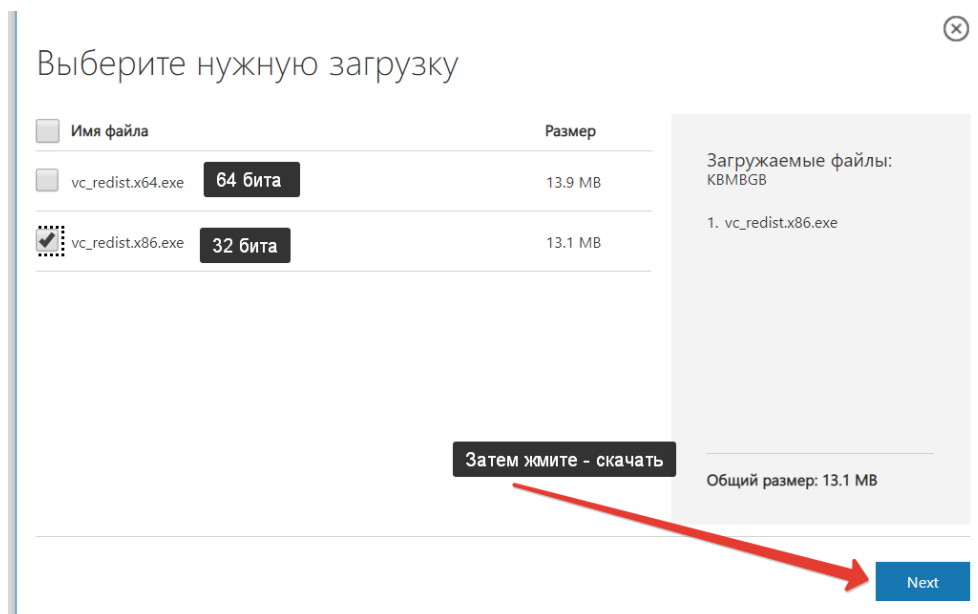 Выберите нужную загрузку
Имя файла Размер
vc_redist.x64.exe 64 бита 13.9 MB
vc_redist.x86.exe 32 бита 13.1 MB
Загружаемые файлы:
KBMBGB
1. vc_redist.x86.exe
Затем жмите - скачать
Общий размер: 13.1 MB
Next